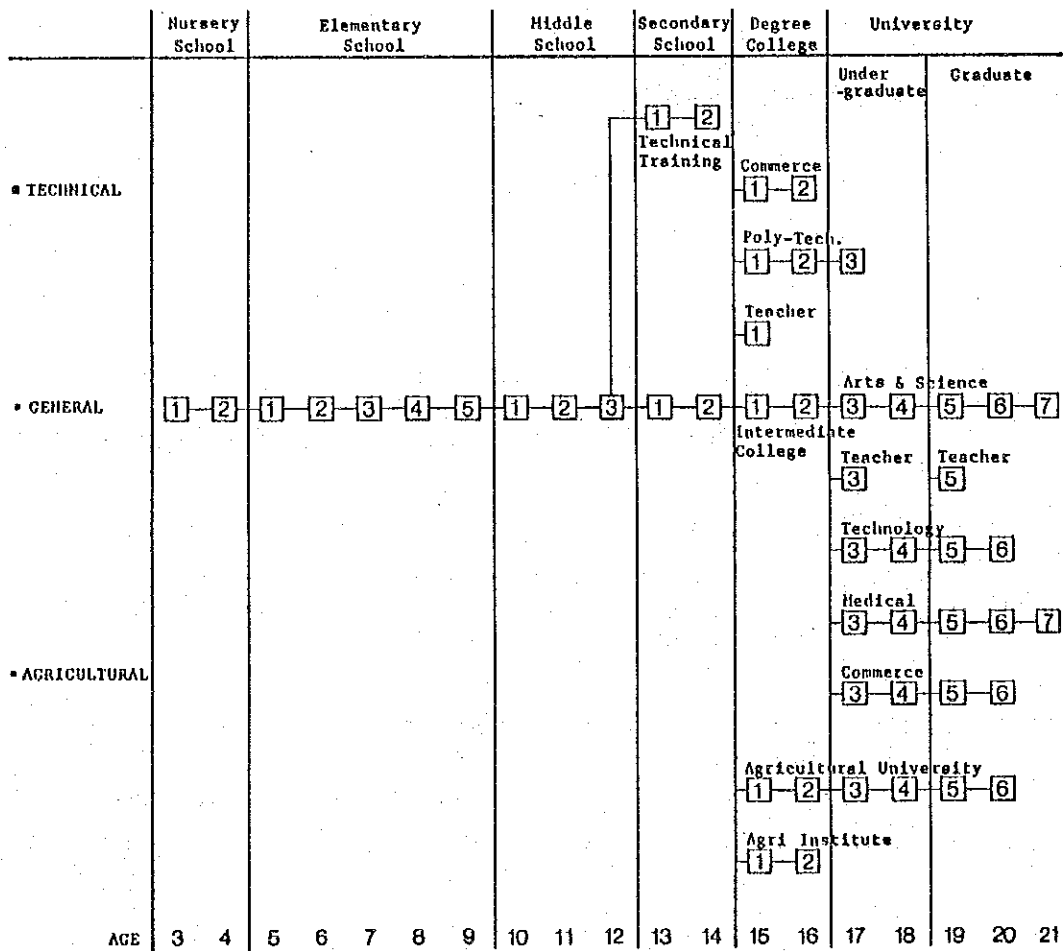 Nursery School
Elementary School
Middle School
Secondary School
Degree College
University
Under -graduate
Graduate
1 2
Technical Training
• TECHNICAL
Commerce
1 2
Poly-Tech.
1 2 3
Teacher
1
Arts & Science
• GENERAL 1 2 1 2 3 4 5 1 2 3 1 2 1 2 3 4 5 6 7
Intermediate College
Teacher Teacher
3 5
Technology
3 4 5 6
Medical
3 4 5 6 7
• AGRICULTURAL
Commerce
3 4 5 6
Agricultural University
1 2 3 4 5 6
Agri Institute
1 2
AGE 3 4 5 6 7 8 9 10 11 12 13 14 15 16 17 18 19 20 21